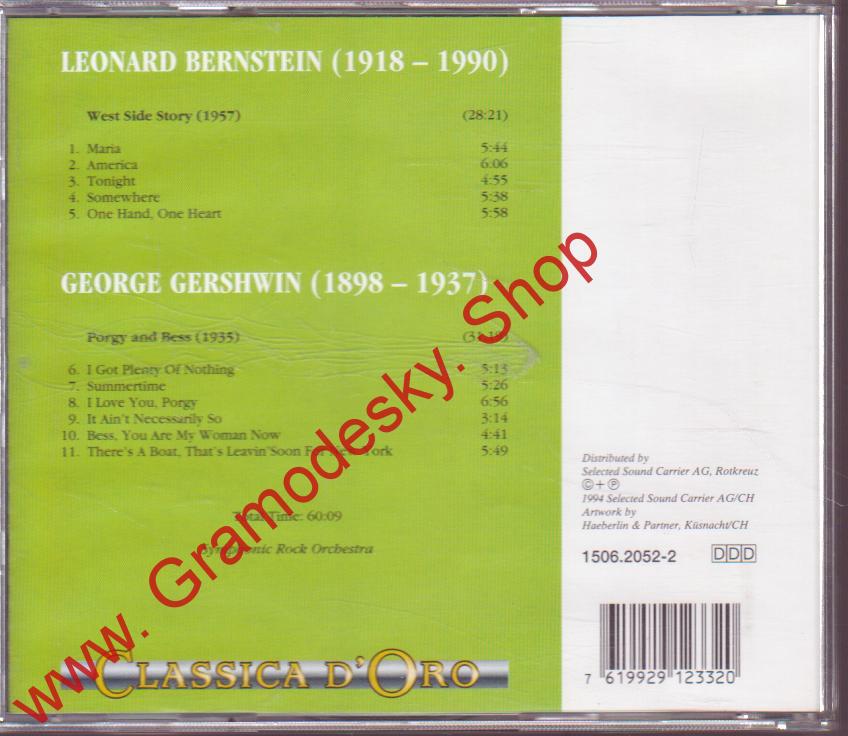 LEONARD BERNSTEIN (1918 – 1990)
West Side Story (1957) (28:21)
1. Maria 5:44
2. America 6:06
3. Tonight 4:55
4. Somewhere 5:38
5. One Hand, One Heart 5:58
GEORGE GERSHWIN (1898 – 1937)
Porgy and Bess (1935)
6. I Got Plenty Of Nothing 5:13
7. Summertime 5:26
8. I Love You, Porgy 6:56
9. It Ain't Necessarily So 3:14
10. Bess, You Are My Woman Now 4:41
11. There's A Boat, That's Leavin'Soon For New York 5:49
Total Time: 60:09
Symphonic Rock Orchestra
CLASSICA D'ORO
Distributed by
Selected Sound Carrier AG, Rotkreuz
©+℗
1994 Selected Sound Carrier AG/CH
Artwork by
Haeberlin & Partner, Küsnacht/CH
1506.2052-2 DDD
7 619929 123320
www. Gramodesky. Shop